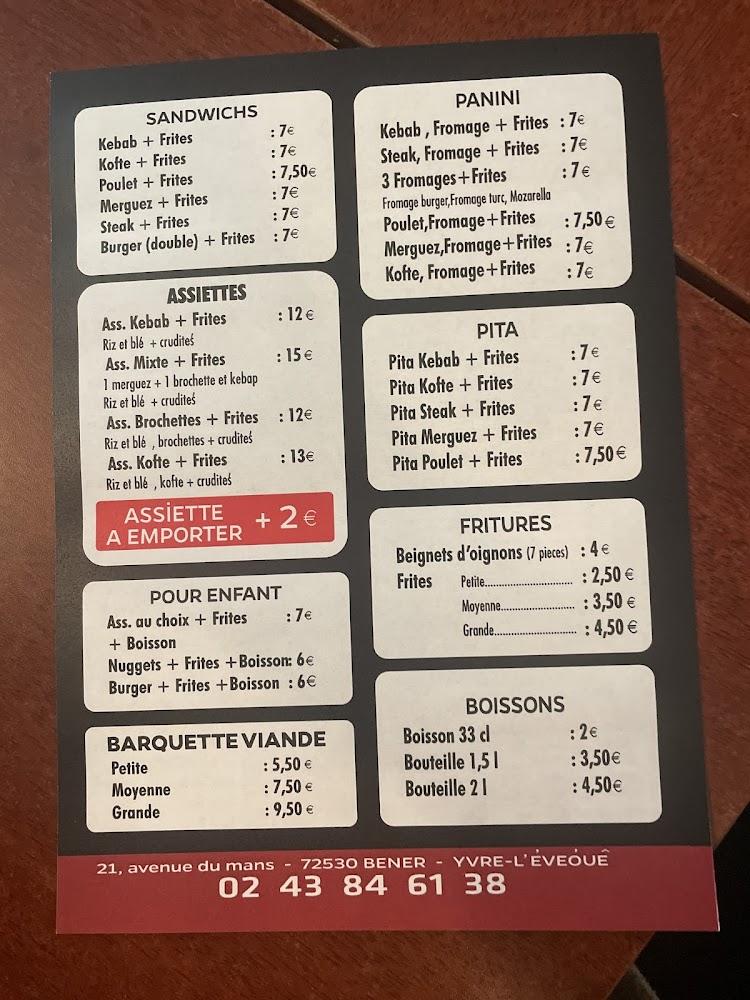 SANDWICHS
Kebab + Frites : 7€
Kofte + Frites : 7€
Poulet + Frites : 7,50€
Merguez + Frites : 7€
Steak + Frites : 7€
Burger (double) + Frites : 7€
ASSIETTES
Ass. Kebab + Frites : 12€
Riz et blé + crudités
Ass. Mixte + Frites : 15€
1 merguez + 1 brochette et kebap
Riz et blé + crudités
Ass. Brochettes + Frites : 12€
Riz et blé , brochettes + crudités
Ass. Kofte + Frites : 13€
Riz et blé , kofte + crudités
ASSiETTE
A EMPORTER + 2 €
POUR ENFANT
Ass. au choix + Frites : 7€
+ Boisson
Nuggets + Frites +Boisson: 6€
Burger + Frites +Boisson : 6€
BARQUETTE VIANDE
Petite : 5,50 €
Moyenne : 7,50 €
Grande : 9,50 €
PANINI
Kebab , Fromage + Frites : 7€
Steak, Fromage + Frites : 7€
3 Fromages+Frites : 7€
Fromage burger,Fromage turc, Mozarella
Poulet,Fromage+Frites : 7,50€
Merguez,Fromage+Frites : 7€
Kofte, Fromage+Frites : 7€
PITA
Pita Kebab + Frites : 7€
Pita Kofte + Frites : 7€
Pita Steak + Frites : 7€
Pita Merguez + Frites : 7€
Pita Poulet + Frites : 7,50€
FRITURES
Beignets d'oignons (7 pieces) : 4€
Frites Petite.......................... : 2,50 €
Moyenne...................... : 3,50 €
Grande.......................... : 4,50 €
BOISSONS
Boisson 33 cl : 2€
Bouteille 1,5 l : 3,50€
Bouteille 2 l : 4,50€
21, avenue du mans - 72530 BENER - YVRE-L'ÉVEQUÊ
02 43 84 61 38